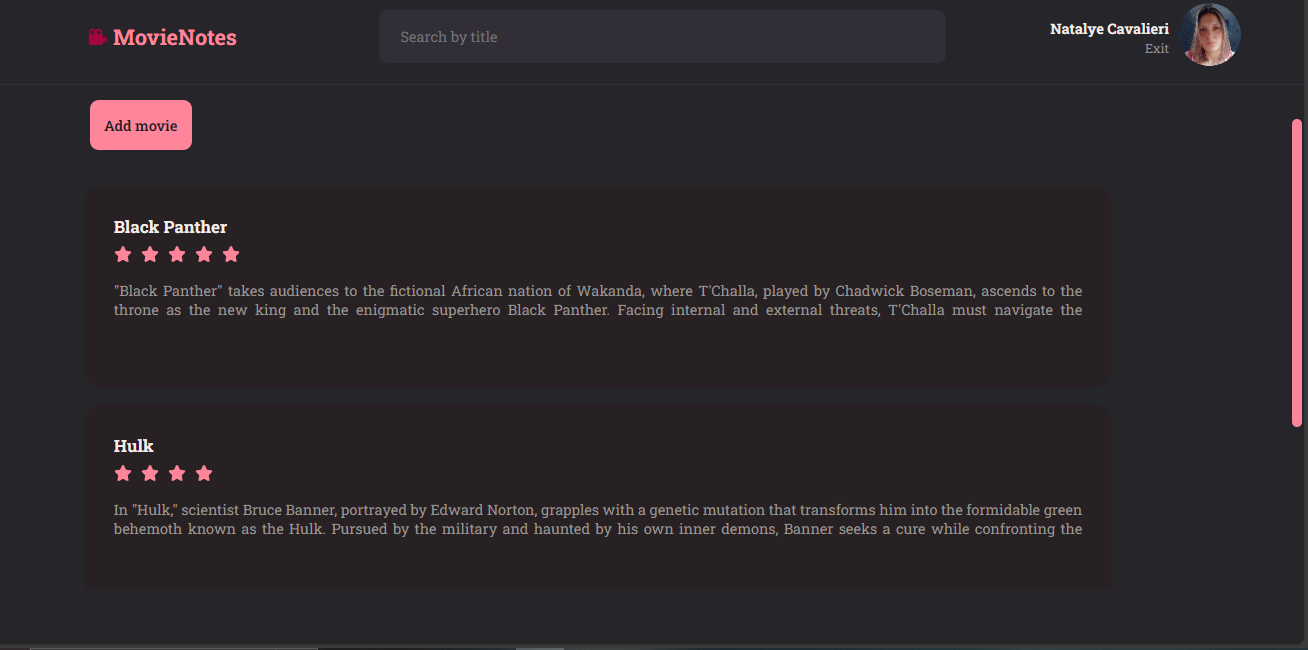 MovieNotes
Search by title
Natalye Cavalieri
Exit
Add movie
Black Panther
"Black Panther" takes audiences to the fictional African nation of Wakanda, where T'Challa, played by Chadwick Boseman, ascends to the
throne as the new king and the enigmatic superhero Black Panther. Facing internal and external threats, T'Challa must navigate the
Hulk
In "Hulk," scientist Bruce Banner, portrayed by Edward Norton, grapples with a genetic mutation that transforms him into the formidable green
behemoth known as the Hulk. Pursued by the military and haunted by his own inner demons, Banner seeks a cure while confronting the